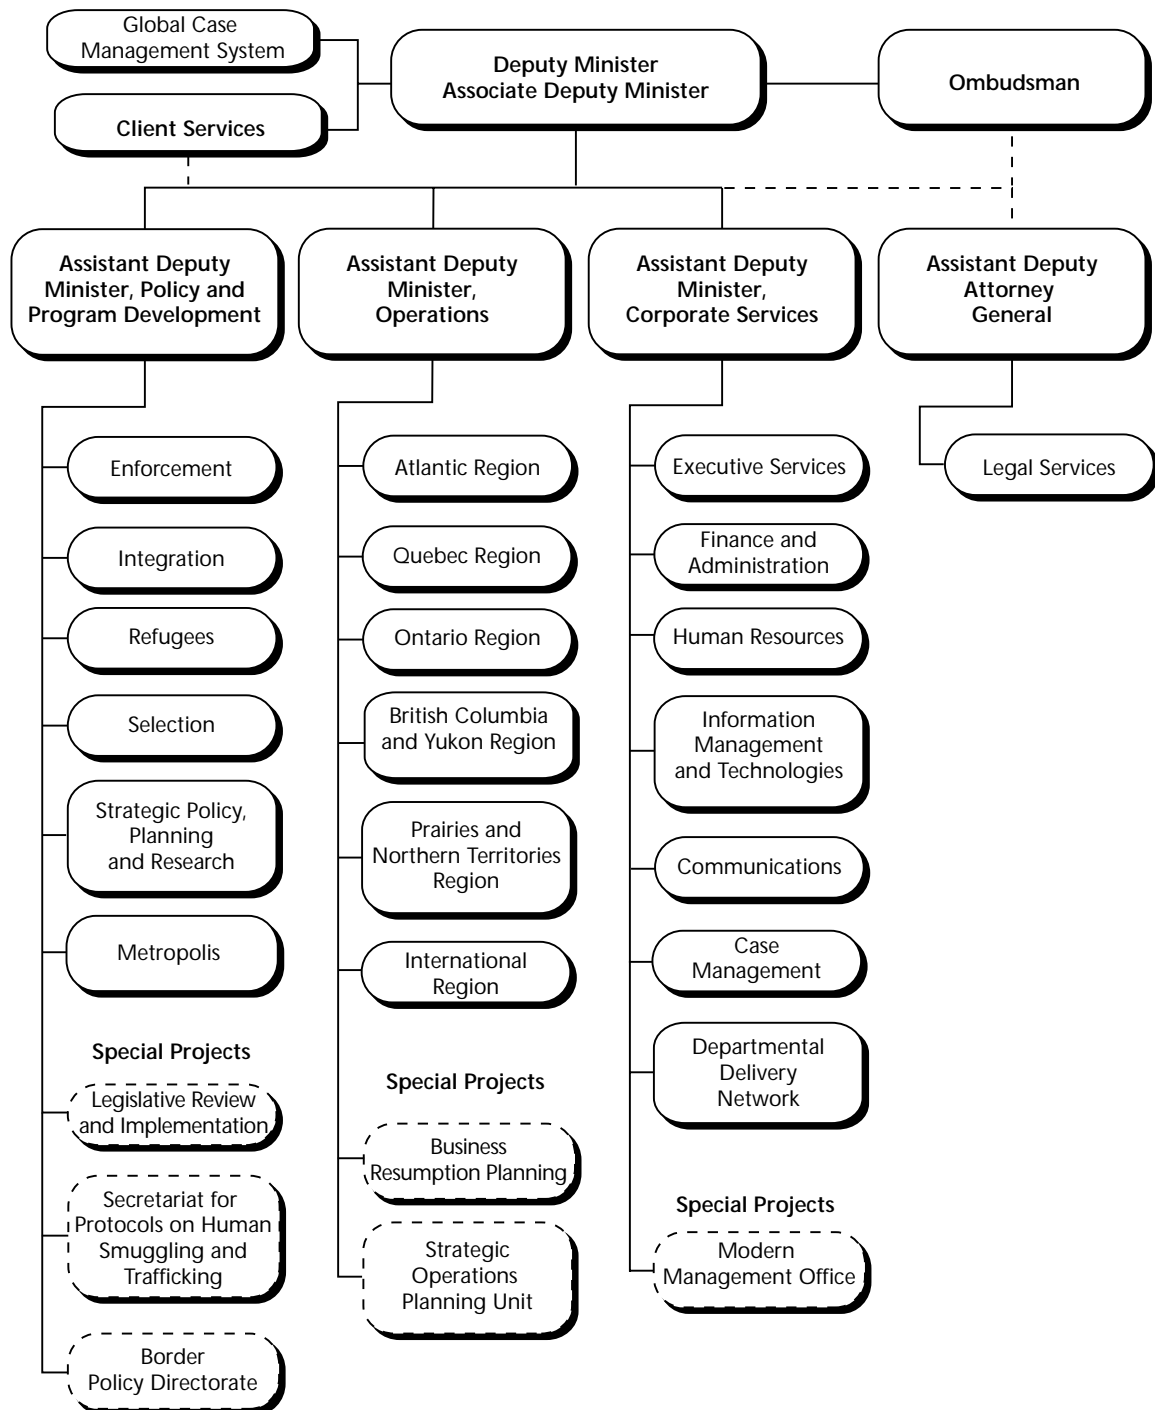 Global Case
Management System
Deputy Minister
Associate Deputy Minister
Ombudsman
Client Services
Assistant Deputy
Minister, Policy and
Program Development
Assistant Deputy
Minister,
Operations
Assistant Deputy
Minister,
Corporate Services
Assistant Deputy
Attorney
General
Enforcement
Integration
Refugees
Selection
Strategic Policy,
Planning
and Research
Metropolis
Special Projects
Legislative Review
and Implementation
Secretariat for
Protocols on Human
Smuggling and
Trafficking
Border
Policy Directorate
Atlantic Region
Quebec Region
Ontario Region
British Columbia
and Yukon Region
Prairies and
Northern Territories
Region
International
Region
Special Projects
Business
Resumption Planning
Strategic
Operations
Planning Unit
Executive Services
Finance and
Administration
Human Resources
Information
Management
and Technologies
Communications
Case
Management
Departmental
Delivery
Network
Special Projects
Modern
Management Office
Legal Services